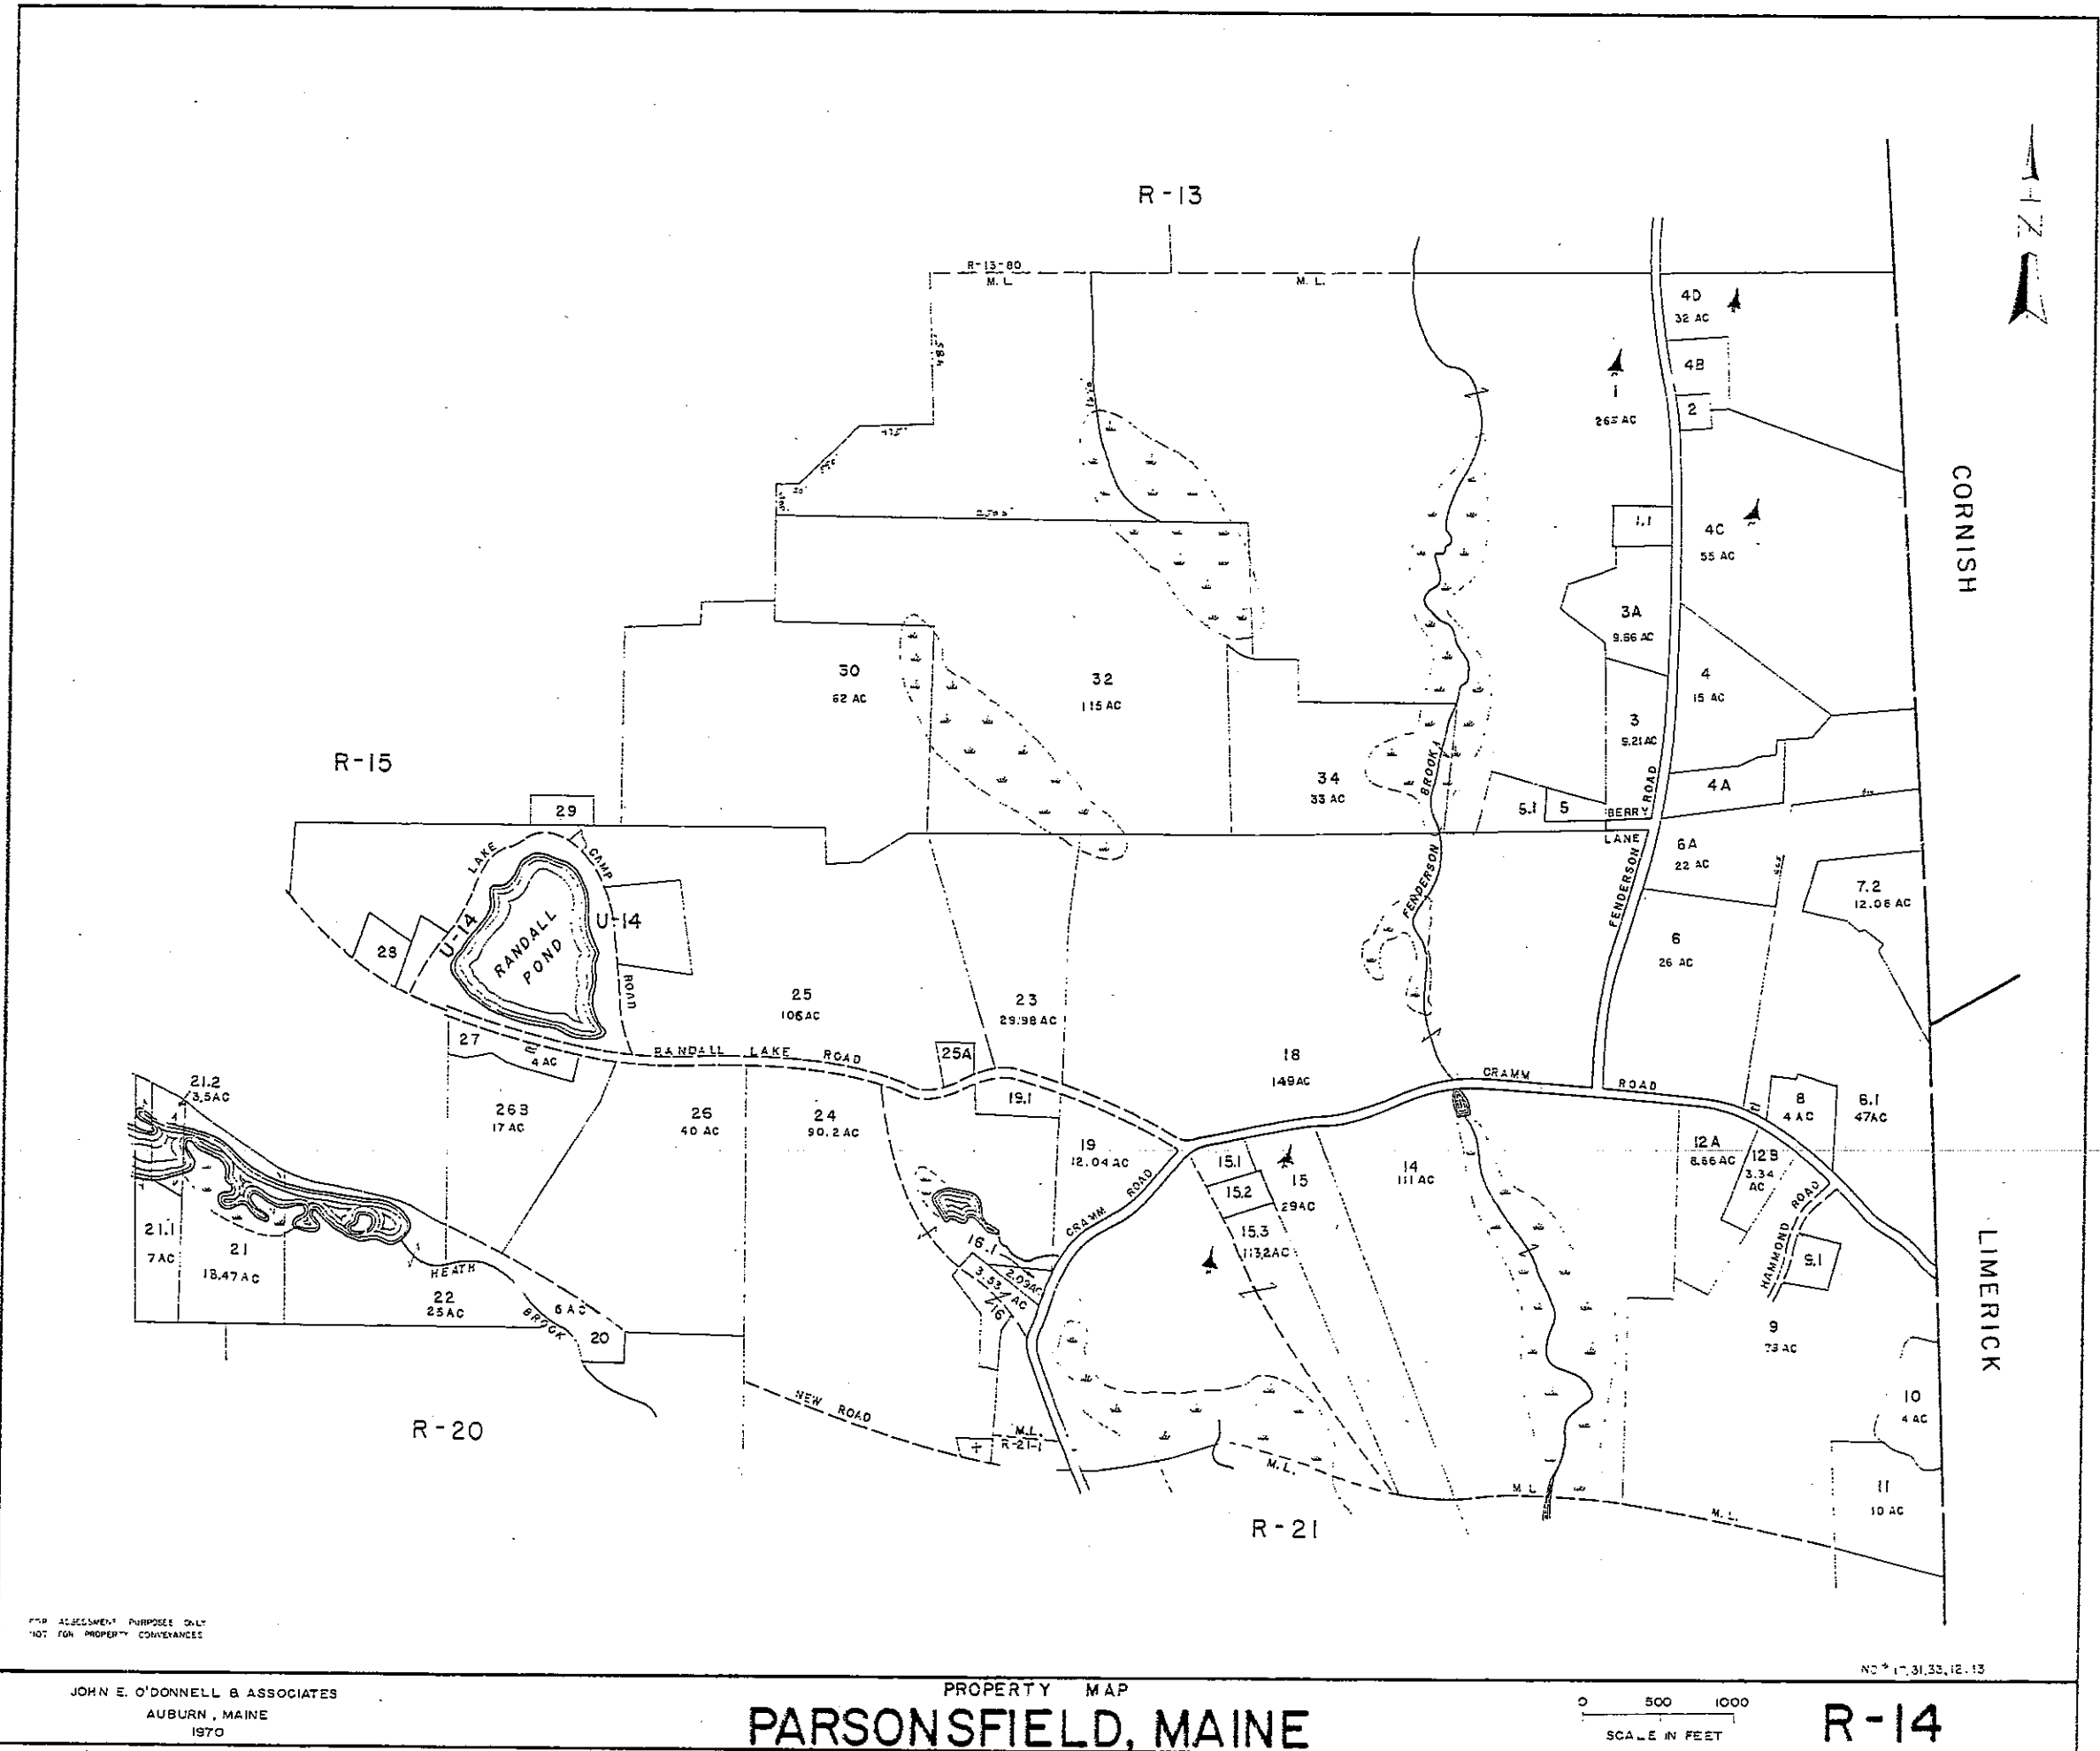 R-13
R-13-80
M. L.
M. L.
485'
475'
4D
32 AC
4B
2
1
265 AC
1.1
4C
55 AC
CORNISH
3A
9.66 AC
4
15 AC
3
9.21 AC
4A
30
62 AC
32
115 AC
34
33 AC
BROOK
5.1
5
BERRY
LANE
ROAD
FENDERSON
R-15
29
LAKE
CAMP
ROAD
U-14
U-14
RANDALL
POND
28
27
4 AC
6A
22 AC
7.2
12.06 AC
FENDERSON
6
26 AC
25
106 AC
23
29.98 AC
25A
RANDALL LAKE ROAD
18
149 AC
CRAMM ROAD
19.1
21.2
3.5AC
26B
17 AC
26
40 AC
24
90.2 AC
19
12.04 AC
CRAMM ROAD
15.1
15.2
15
29AC
15.3
113.2AC
14
111 AC
12A
8.66 AC
12B
3.34
AC
8
4 AC
47AC
HAMMOND ROAD
9
10
4 AC
11
10 AC
LIMERICK
21.1
7 AC
21
18.47 AC
22
25 AC
HEATH
BROOK
6 AC
20
16.1
2.09AC
3.53 AC
16
NEW ROAD
M.L.
R-21-1
M. L.
M L
M. L.
R-20
R-21
FOR ASSESSMENT PURPOSES ONLY
NOT FOR PROPERTY CONVEYANCES
NO # 17,31,33,12,13
JOHN E. O'DONNELL & ASSOCIATES
AUBURN, MAINE
1970
PROPERTY MAP
PARSONSFIELD, MAINE
0 500 1000
SCALE IN FEET
R-14